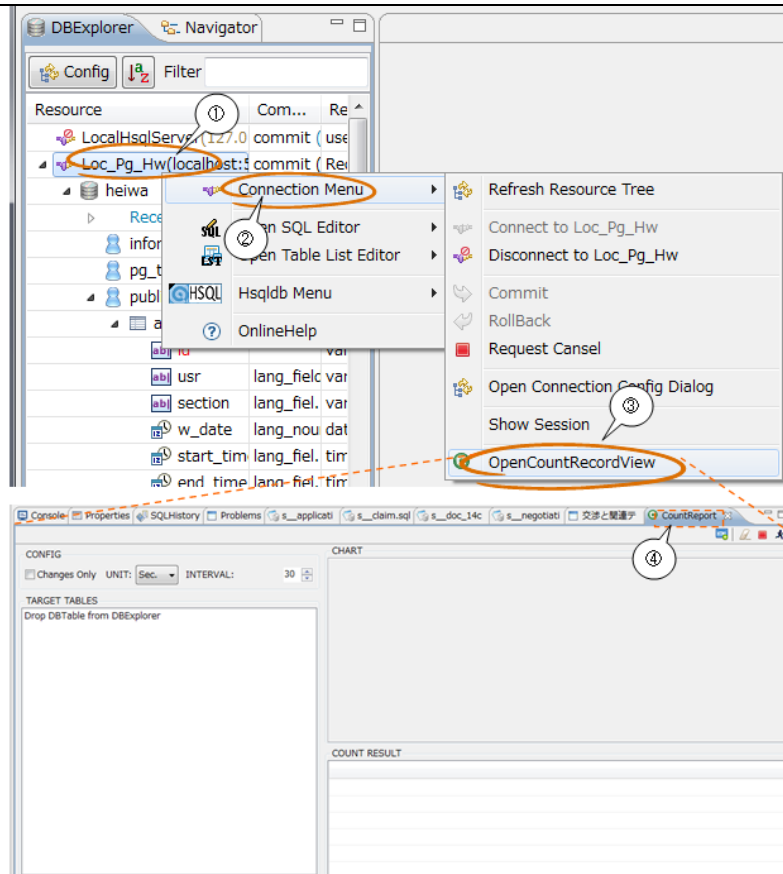 DBExplorer Navigator
Config Filter
Resource ① Com... Re
LocalHsqlServer(127.0 commit ( use
Loc_Pg_Hw(localhost:5 commit ( Rec
heiwa
Rece
infor
pg_t
publ
a
id var
usr lang_field var
section lang_fiel. var
w_date lang_nou dat
start_tim lang_fiel. tim
end_time lang_fiel. tim
Connection Menu
② en SQL Editor
Open Table List Editor
HSQL Hsqldb Menu
OnlineHelp
Refresh Resource Tree
Connect to Loc_Pg_Hw
Disconnect to Loc_Pg_Hw
Commit
RollBack
Request Cansel
Open Connection Config Dialog
③
Show Session
OpenCountRecordView
Console Properties SQLHistory Problems s__applicati s__claim.sql s__doc_14c s__negotiati 交渉と関連テ CountReport
④
CONFIG
Changes Only UNIT: Sec. INTERVAL: 30
TARGET TABLES
Drop DBTable from DBExplorer
CHART
COUNT RESULT